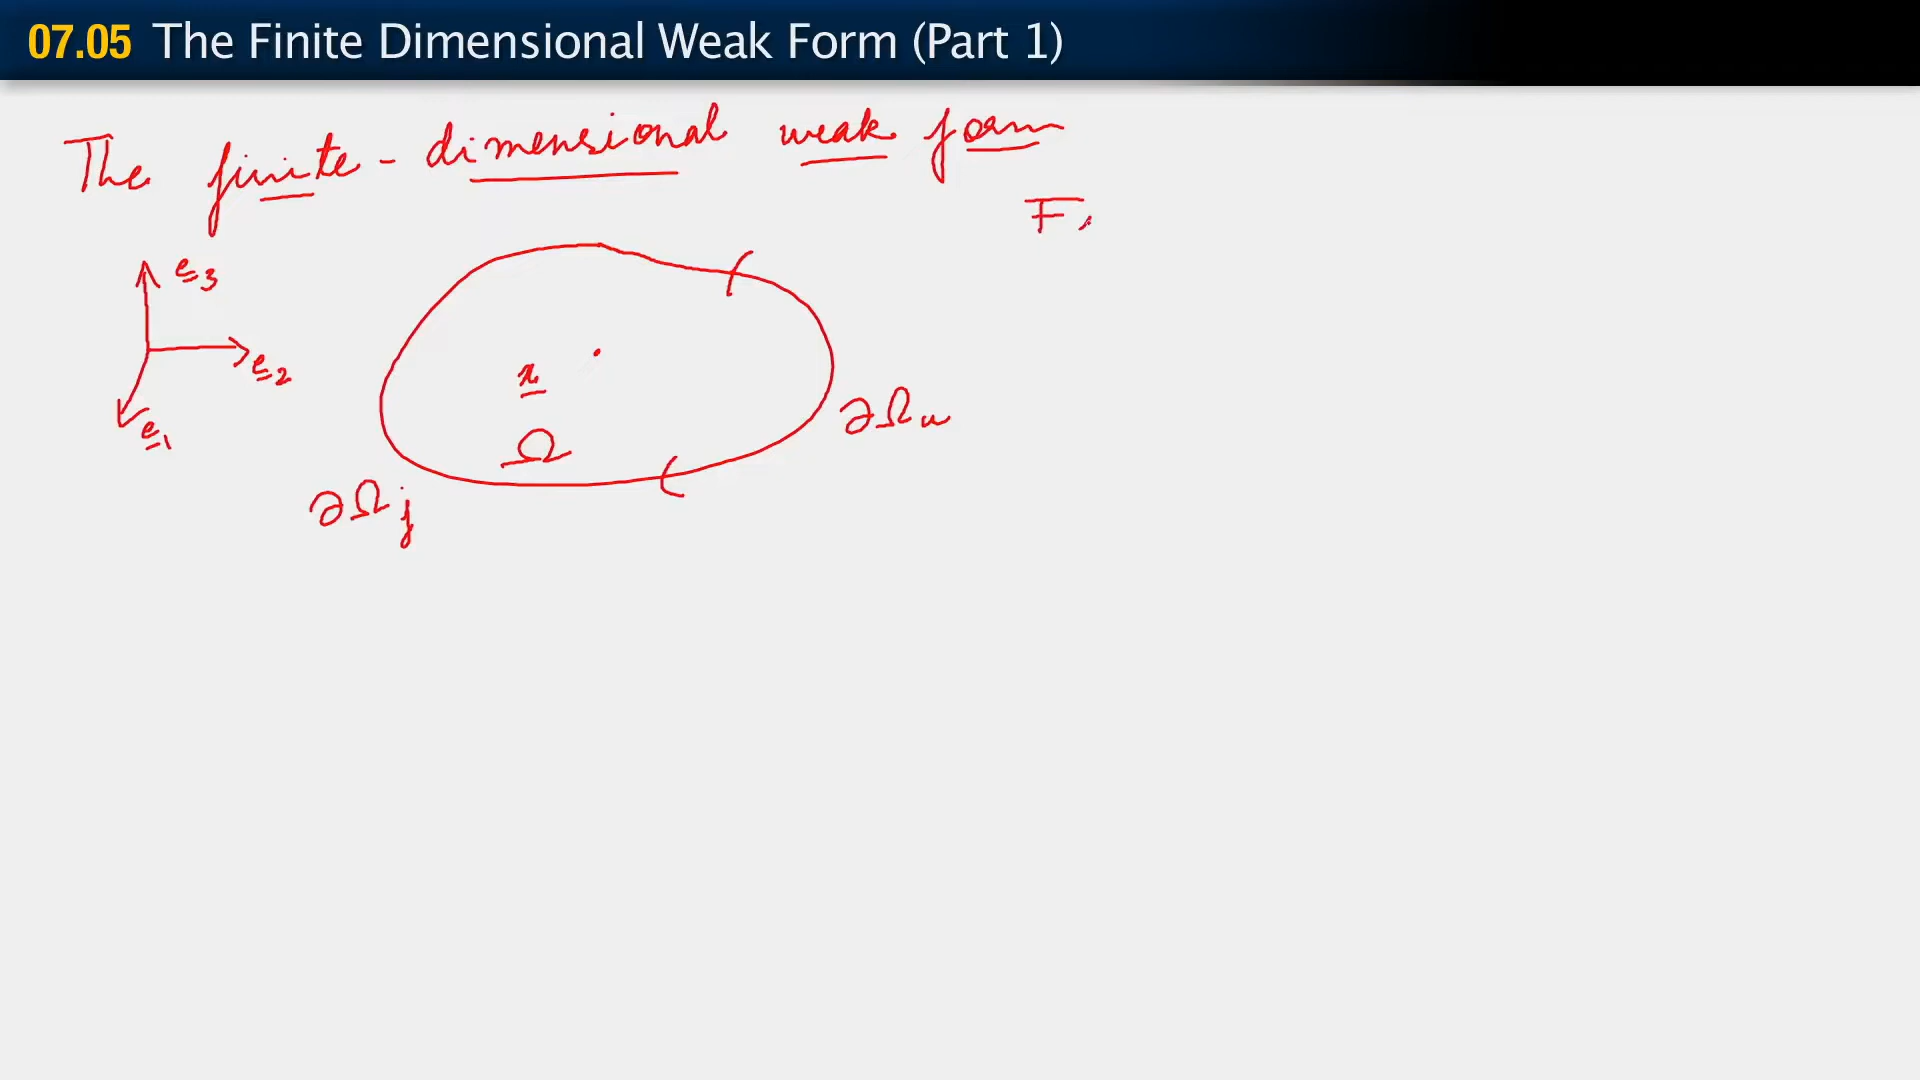 07.05 The Finite Dimensional Weak Form (Part 1)
The finite-dimensional weak form
F
e3
e2
e1
x
Ω
∂Ωu
∂Ωj